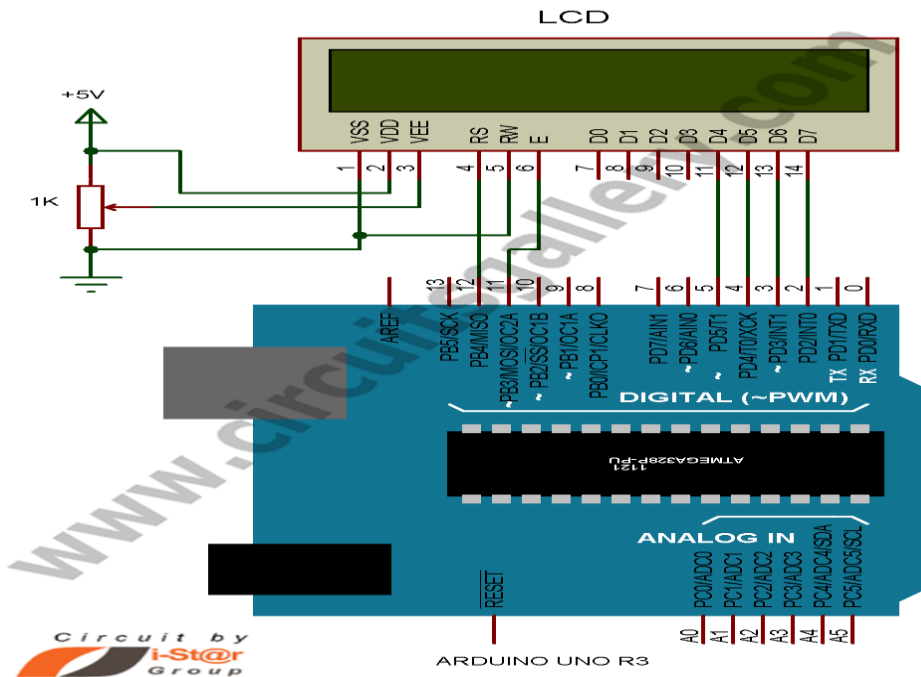 LCD
+5V
VSS VDD VEE RS RW E D0 D1 D2 D3 D4 D5 D6 D7
1 2 3 4 5 6 7 8 9 10 11 12 13 14
1K
13 12 11 10 9 8 7 6 5 4 3 2 1 0
AREF
PB5/SCK
PB4/MISO
~PB3/MOSI/OC2A
~PB2/SS/OC1B
~PB1/OC1A
PB0/ICP1/CLKO
PD7/AIN1
~PD6/AIN0
~PD5/T1
PD4/T0/XCK
~PD3/INT1
PD2/INT0
TX PD1/TXD
RX PD0/RXD
DIGITAL (~PWM)
ATMEGA328P-PU
1121
ANALOG IN
RESET
PC0/ADC0
PC1/ADC1
PC2/ADC2
PC3/ADC3
PC4/ADC4/SDA
PC5/ADC5/SCL
A0 A1 A2 A3 A4 A5
ARDUINO UNO R3
Circuit by
i-St@r
Group
www.circuitsgallery.com